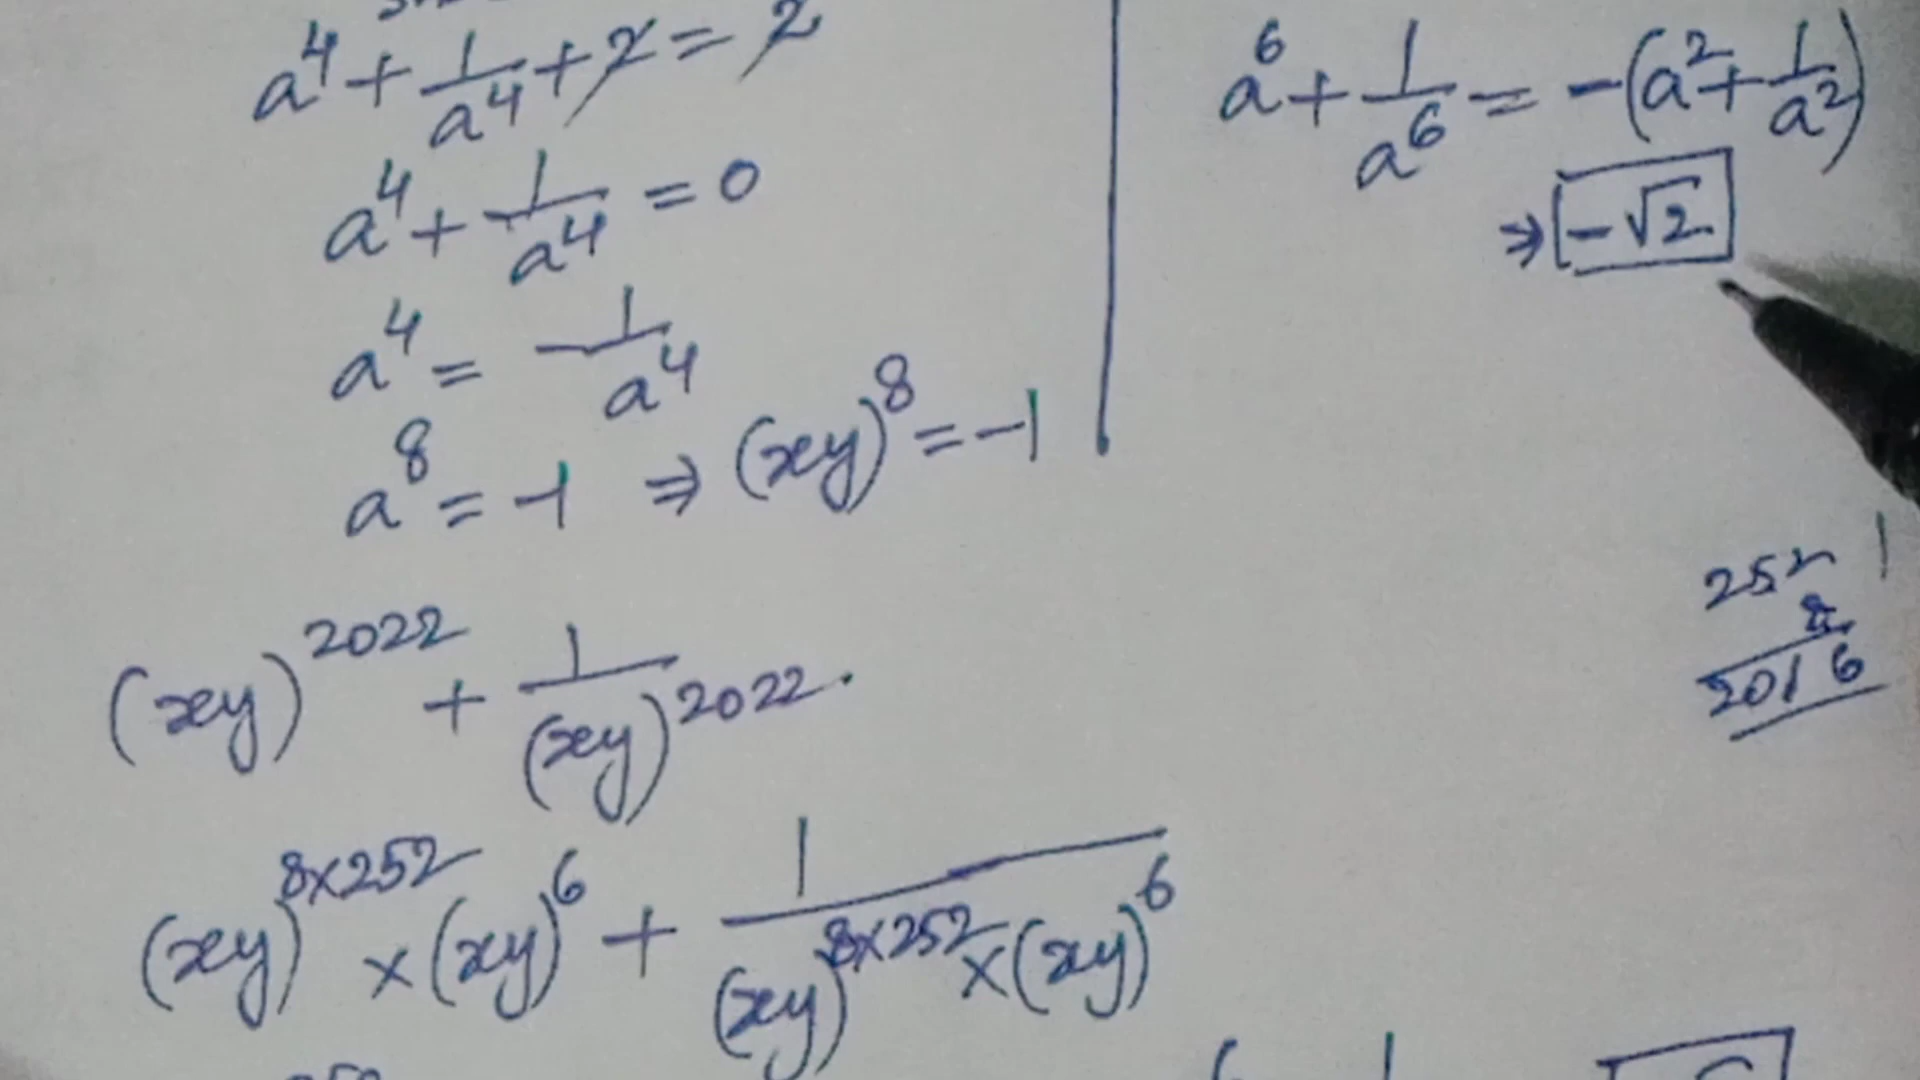 a⁴ + 1/a⁴ + 2 = 2
a⁴ + 1/a⁴ = 0
a⁴ = -1/a⁴
a⁸ = -1 ⇒ (xy)⁸ = -1
a⁶ + 1/a⁶ = -(a² + 1/a²)
⇒ -√2
(xy)²⁰²² + 1/(xy)²⁰²².
252
8
2016
(xy)⁸ˣ²⁵² × (xy)⁶ + 1/((xy)⁸ˣ²⁵² × (xy)⁶)